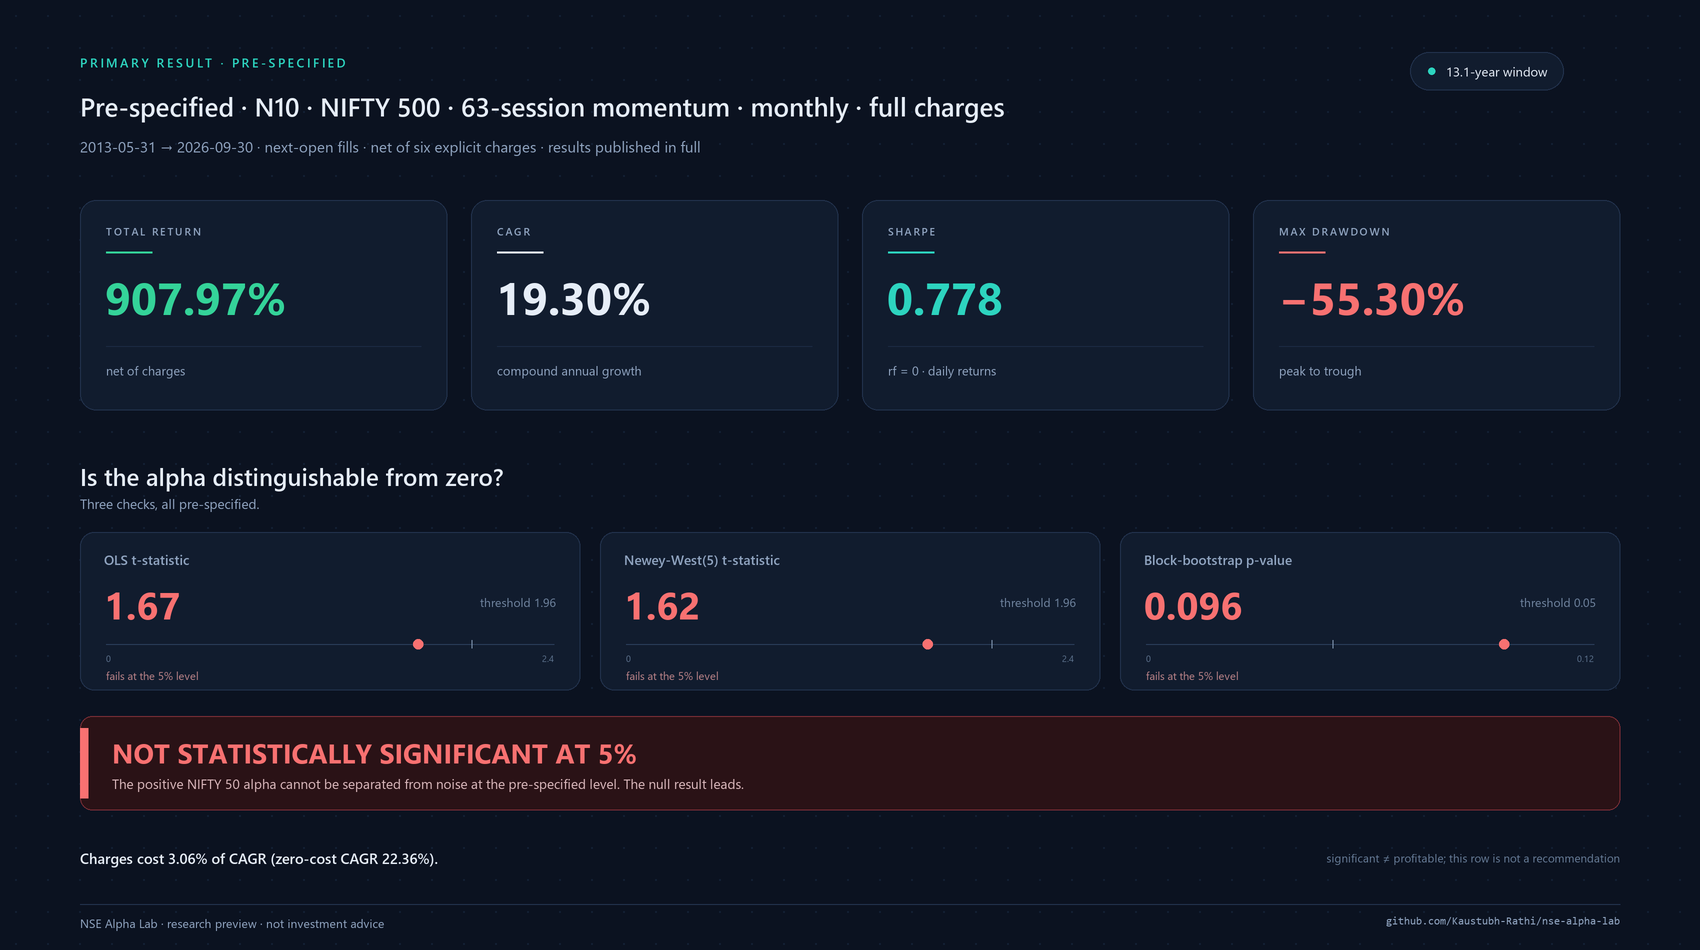 PRIMARY RESULT · PRE-SPECIFIED
13.1-year window
Pre-specified · N10 · NIFTY 500 · 63-session momentum · monthly · full charges
2013-05-31 → 2026-09-30 · next-open fills · net of six explicit charges · results published in full
TOTAL RETURN
907.97%
net of charges
CAGR
19.30%
compound annual growth
SHARPE
0.778
rf = 0 · daily returns
MAX DRAWDOWN
−55.30%
peak to trough
Is the alpha distinguishable from zero?
Three checks, all pre-specified.
OLS t-statistic
1.67
threshold 1.96
0
2.4
fails at the 5% level
Newey-West(5) t-statistic
1.62
threshold 1.96
0
2.4
fails at the 5% level
Block-bootstrap p-value
0.096
threshold 0.05
0
0.12
fails at the 5% level
NOT STATISTICALLY SIGNIFICANT AT 5%
The positive NIFTY 50 alpha cannot be separated from noise at the pre-specified level. The null result leads.
Charges cost 3.06% of CAGR (zero-cost CAGR 22.36%).
significant ≠ profitable; this row is not a recommendation
NSE Alpha Lab · research preview · not investment advice
github.com/Kaustubh-Rathi/nse-alpha-lab